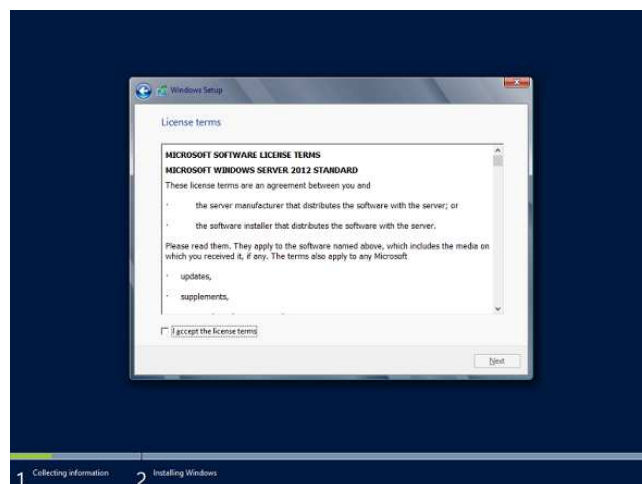 Windows Setup
License terms
MICROSOFT SOFTWARE LICENSE TERMS
MICROSOFT WINDOWS SERVER 2012 STANDARD
These license terms are an agreement between you and
· the server manufacturer that distributes the software with the server; or
· the software installer that distributes the software with the server.
Please read them. They apply to the software named above, which includes the media on
which you received it, if any. The terms also apply to any Microsoft
· updates,
· supplements,
I accept the license terms
Next
1 Collecting information 2 Installing Windows